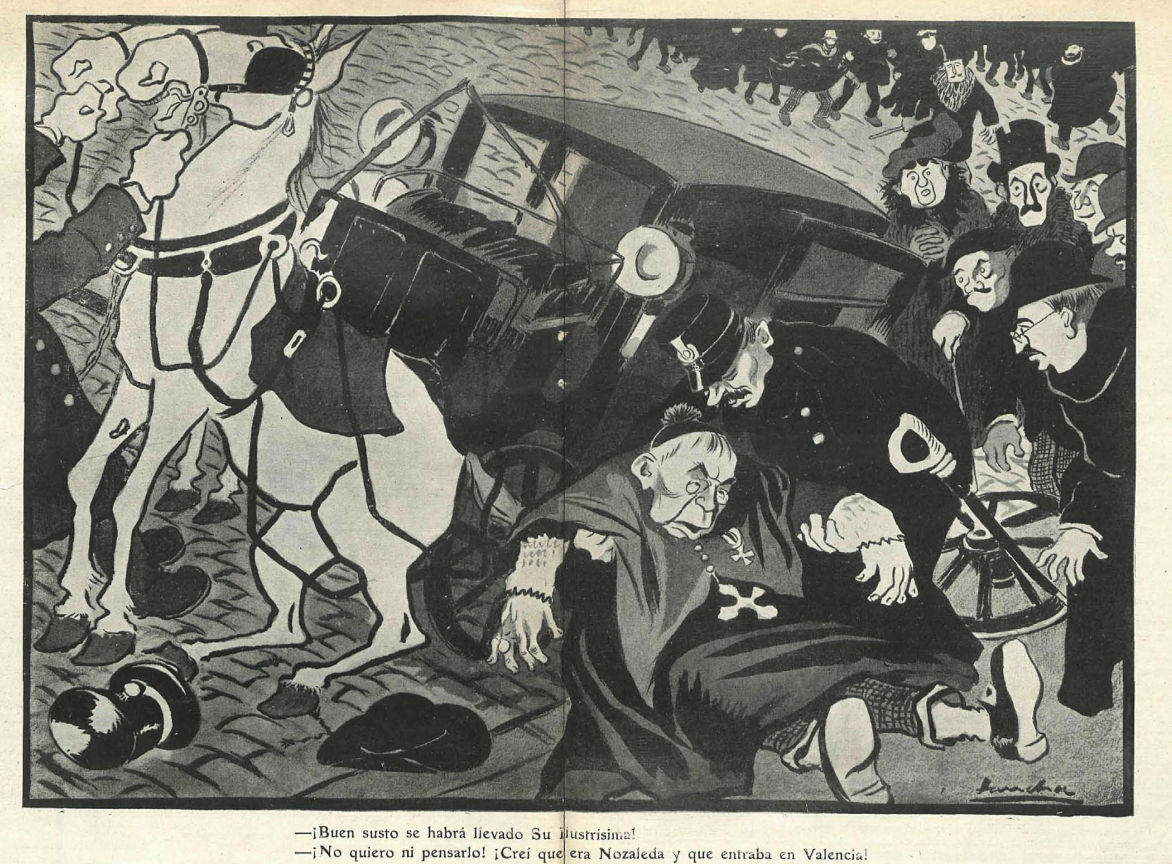 —¡Buen susto se habrá llevado Su Ilustrísima!
—¡No quiero ni pensarlo! ¡Creí que era Nozaleda y que entraba en Valencia!